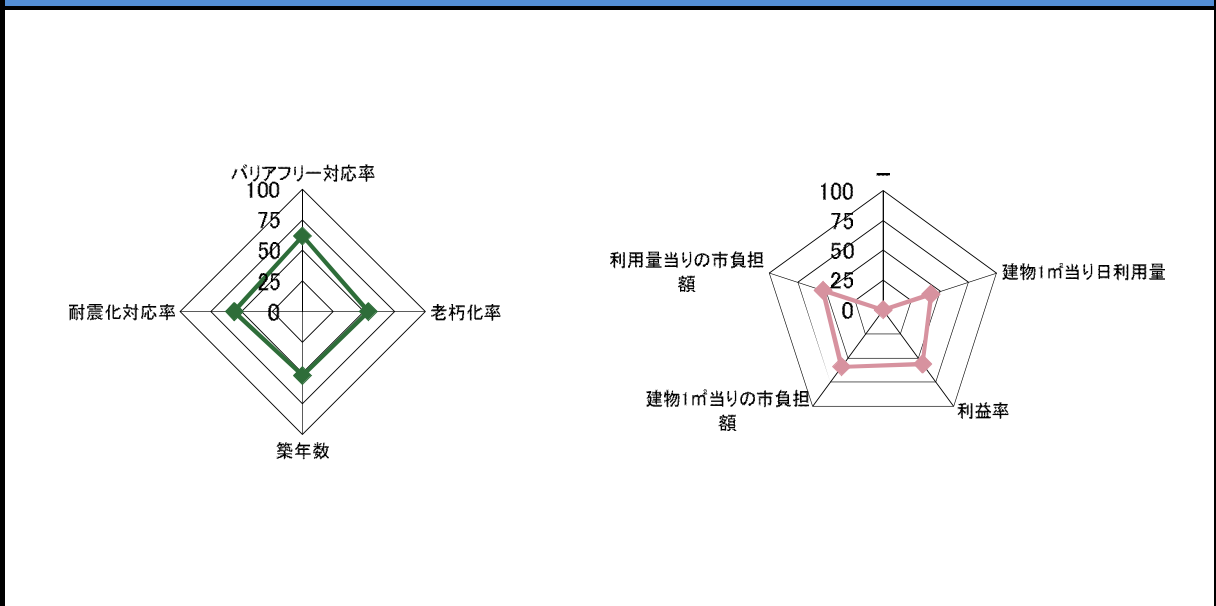 バリアフリー対応率
100
75
50
25
0
耐震化対応率
老朽化率
築年数
－
100
75
50
25
0
利用量当りの市負担
額
建物1㎡当り日利用量
建物1㎡当りの市負担
額
利益率